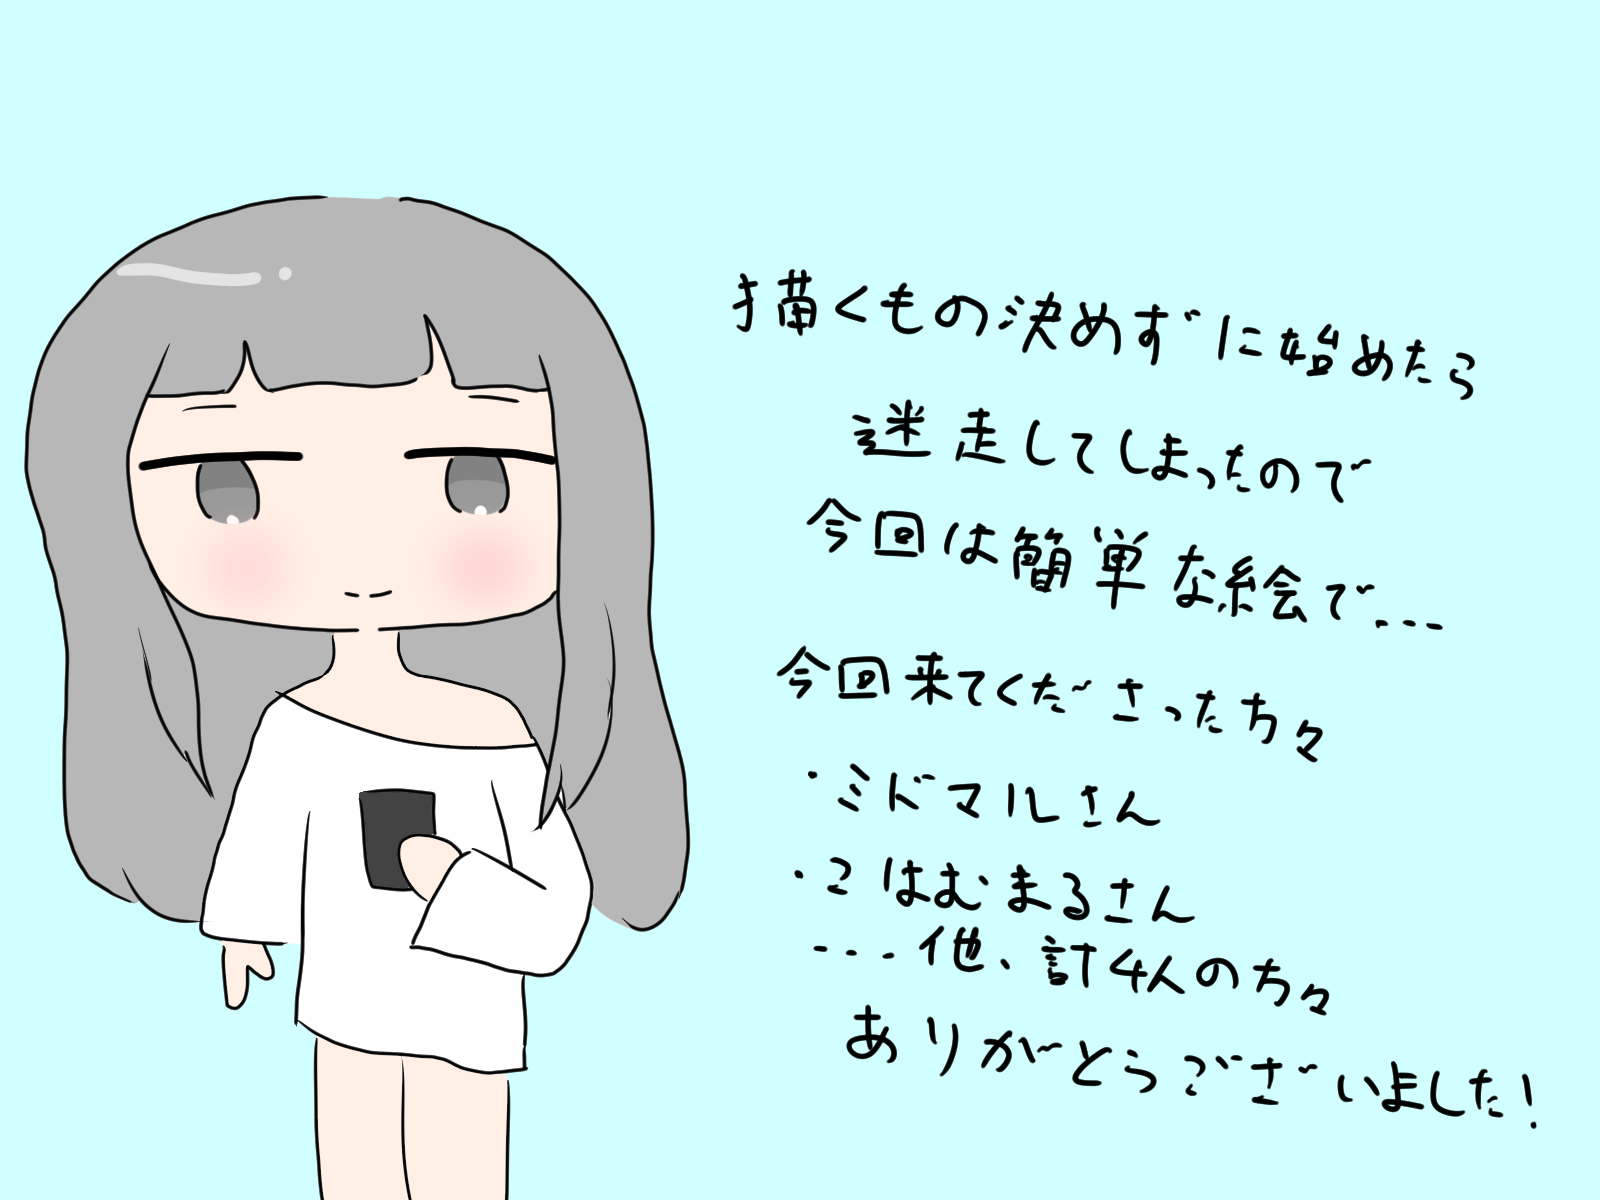 描くもの決めずに始めたら
迷走してしまったので
今回は簡単な絵で...
今回来てくださった方々
・ミドマルさん
・こはむまるさん
...他、計4人の方々
ありがとうございました!